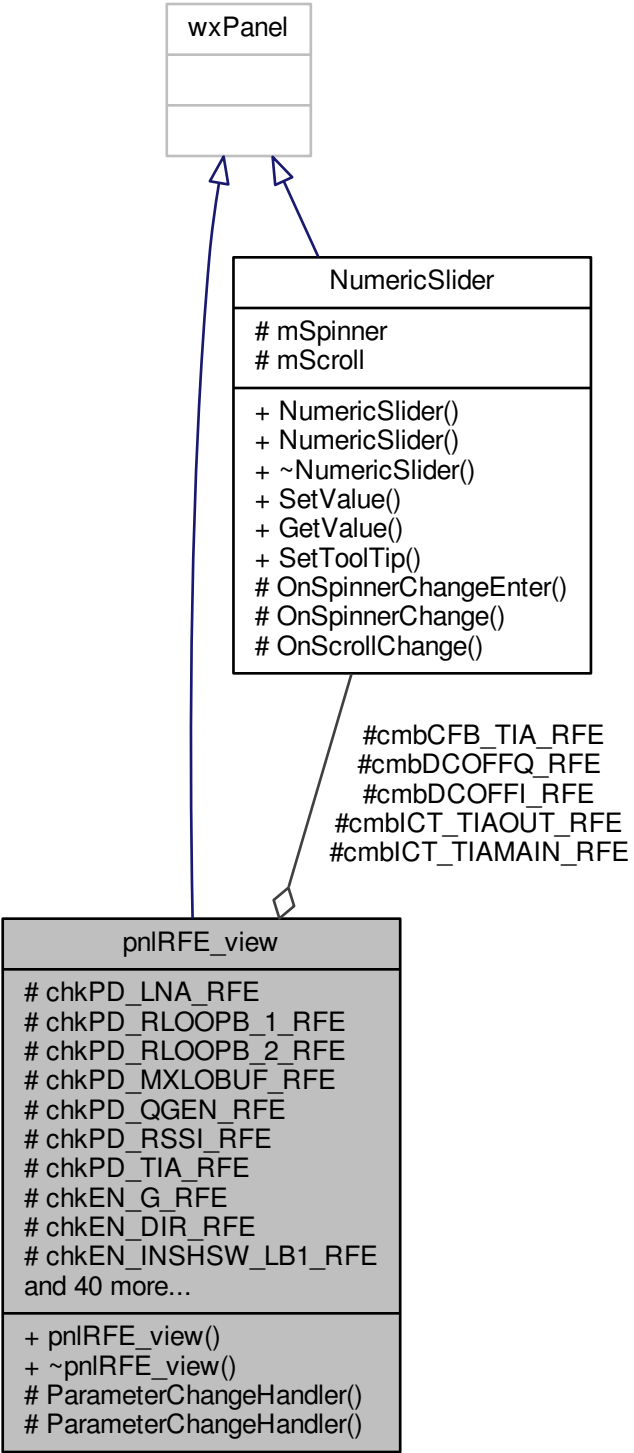 wxPanel
NumericSlider
# mSpinner
# mScroll
+ NumericSlider()
+ NumericSlider()
+ ~NumericSlider()
+ SetValue()
+ GetValue()
+ SetToolTip()
# OnSpinnerChangeEnter()
# OnSpinnerChange()
# OnScrollChange()
#cmbCFB_TIA_RFE
#cmbDCOFFQ_RFE
#cmbDCOFFI_RFE
#cmbICT_TIAOUT_RFE
#cmbICT_TIAMAIN_RFE
pnlRFE_view
# chkPD_LNA_RFE
# chkPD_RLOOPB_1_RFE
# chkPD_RLOOPB_2_RFE
# chkPD_MXLOBUF_RFE
# chkPD_QGEN_RFE
# chkPD_RSSI_RFE
# chkPD_TIA_RFE
# chkEN_G_RFE
# chkEN_DIR_RFE
# chkEN_INSHSW_LB1_RFE
and 40 more...
+ pnlRFE_view()
+ ~pnlRFE_view()
# ParameterChangeHandler()
# ParameterChangeHandler()